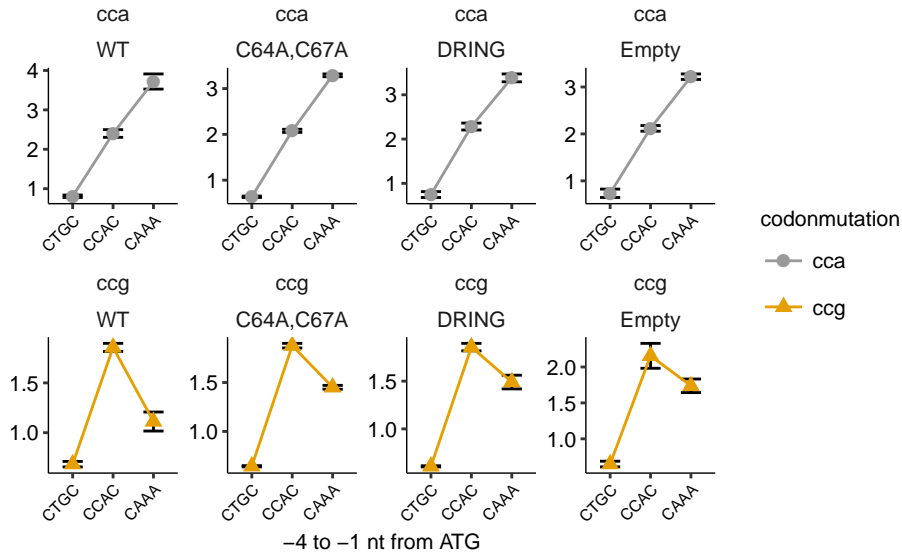 cca cca cca cca
WT C64A,C67A DRING Empty
4
3
2
1
3
2
1
3
2
1
3
2
1
CTGC CCAC CAAA CTGC CCAC CAAA CTGC CCAC CAAA CTGC CCAC CAAA
codonmutation
cca
ccg
ccg ccg ccg ccg
WT C64A,C67A DRING Empty
1.5
1.0
1.5
1.0
1.5
1.0
2.0
1.5
1.0
CTGC CCAC CAAA CTGC CCAC CAAA CTGC CCAC CAAA CTGC CCAC CAAA
−4 to −1 nt from ATG